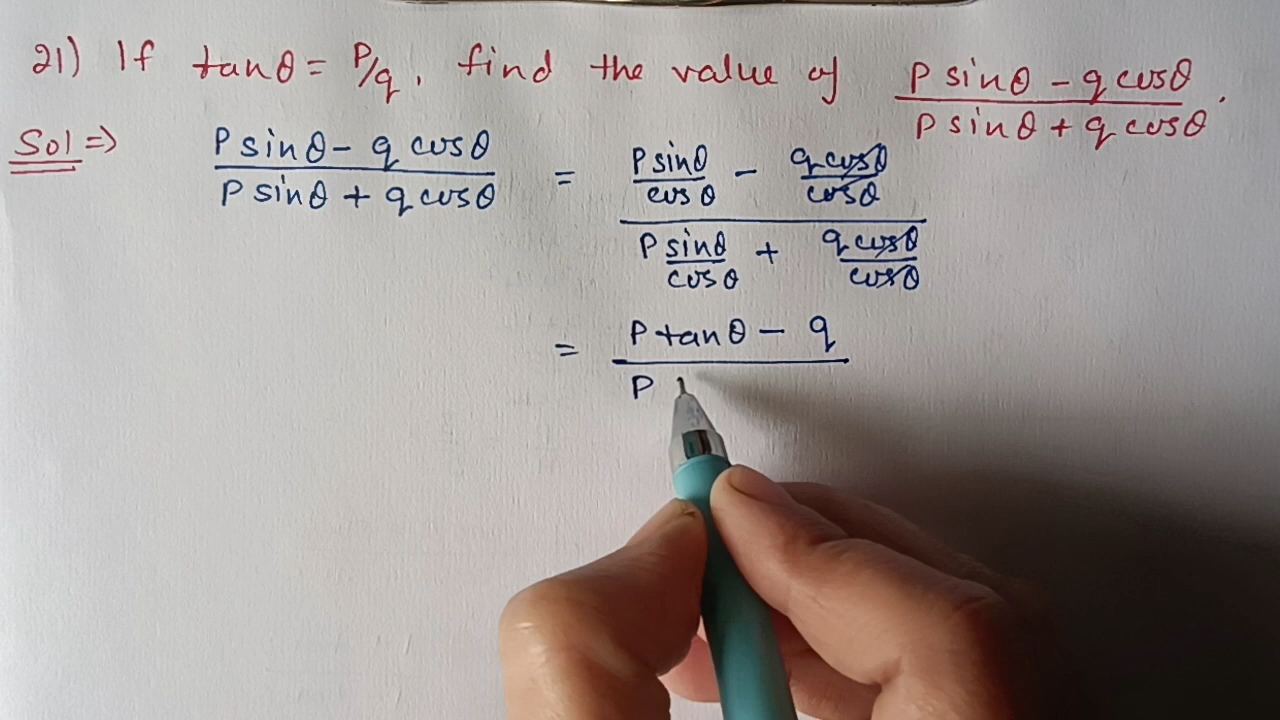 21) If tanθ = P/q, find the value of (P sinθ - q cosθ)/(P sinθ + q cosθ).
Sol ⇒ (P sinθ - q cosθ)/(P sinθ + q cosθ) = (P sinθ/cosθ - q cosθ/cosθ)/(P sinθ/cosθ + q cosθ/cosθ)
= (P tanθ - q)/(P